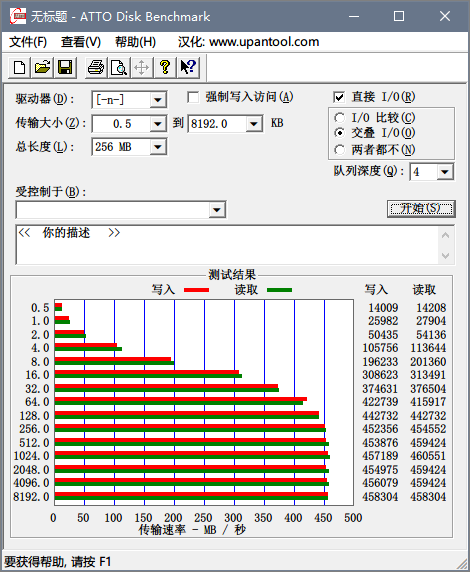 无标题 - ATTO Disk Benchmark
文件(F) 查看(V) 帮助(H) 汉化: www.upantool.com
驱动器(D): [-n-] 强制写入访问(A) 直接 I/O(R)
传输大小(Z): 0.5 到 8192.0 KB I/O 比较(C)
交叠 I/O(O)
总长度(L): 256 MB 两者都不(N)
队列深度(Q): 4
受控制于(B):
开始(S)
<< 你的描述 >>
测试结果
写入 读取 写入 读取
0.5 14009 14208
1.0 25982 27904
2.0 50435 54136
4.0 105756 113644
8.0 196233 201360
16.0 308623 313491
32.0 374631 376504
64.0 422739 415917
128.0 442732 442732
256.0 452356 454552
512.0 453876 459424
1024.0 457189 460551
2048.0 454975 459424
4096.0 456079 459424
8192.0 458304 458304
0 50 100 150 200 250 300 350 400 450 500
传输速率 - MB / 秒
要获得帮助, 请按 F1